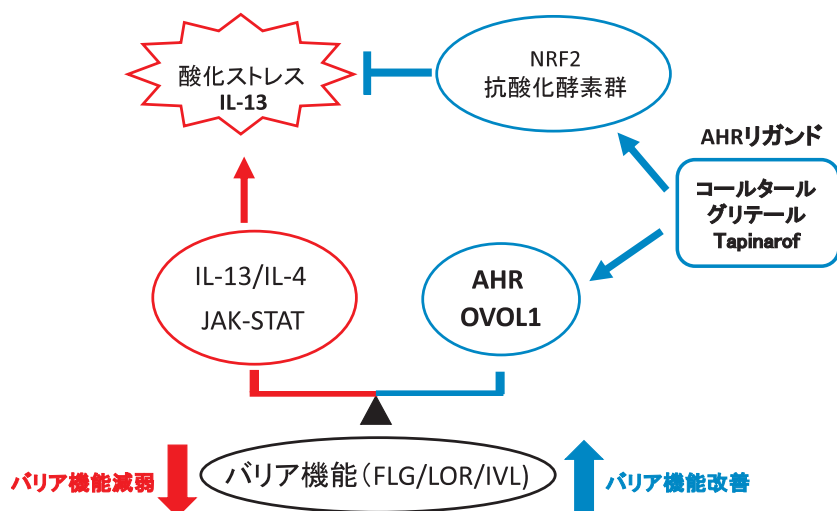 酸化ストレス
IL-13
NRF2
抗酸化酵素群
AHRリガンド
コールタール
グリテール
Tapinarof
IL-13/IL-4
JAK-STAT
AHR
OVOL1
バリア機能減弱
バリア機能(FLG/LOR/IVL)
バリア機能改善